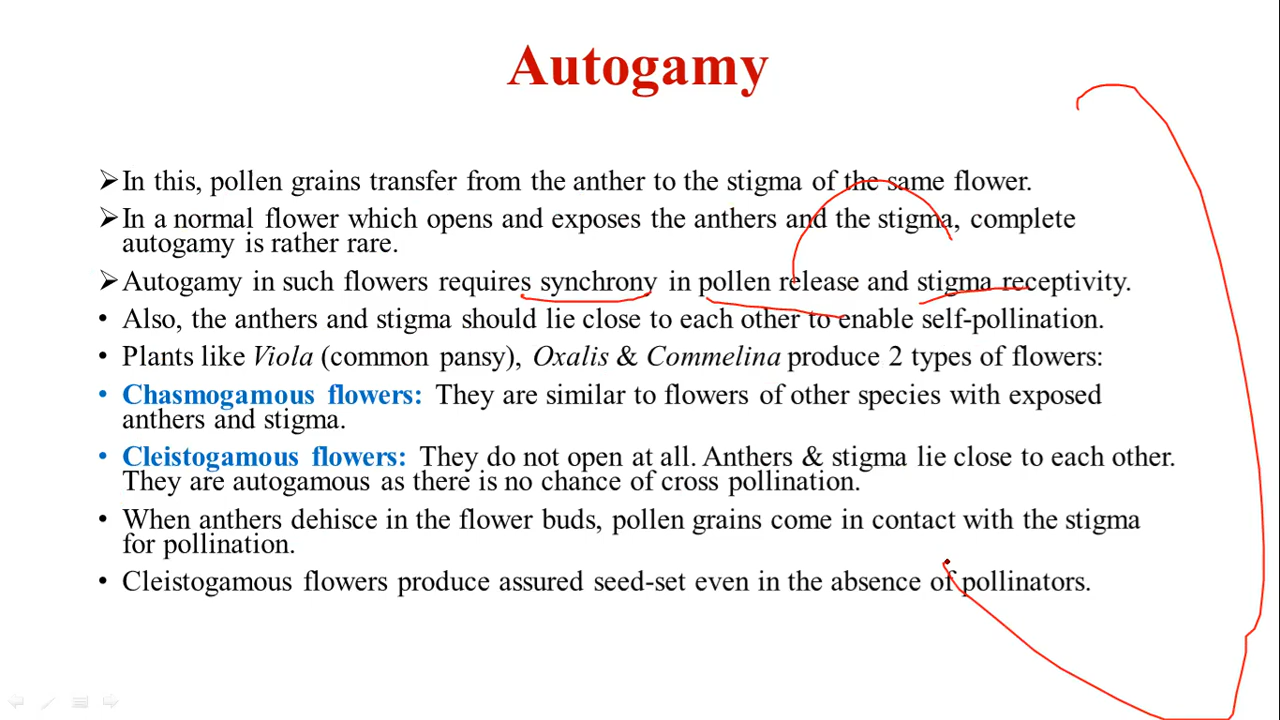 Autogamy
➢In this, pollen grains transfer from the anther to the stigma of the same flower.
➢In a normal flower which opens and exposes the anthers and the stigma, complete
autogamy is rather rare.
➢Autogamy in such flowers requires synchrony in pollen release and stigma receptivity.
• Also, the anthers and stigma should lie close to each other to enable self-pollination.
• Plants like Viola (common pansy), Oxalis & Commelina produce 2 types of flowers:
• Chasmogamous flowers: They are similar to flowers of other species with exposed
anthers and stigma.
• Cleistogamous flowers: They do not open at all. Anthers & stigma lie close to each other.
They are autogamous as there is no chance of cross pollination.
• When anthers dehisce in the flower buds, pollen grains come in contact with the stigma
for pollination.
• Cleistogamous flowers produce assured seed-set even in the absence of pollinators.